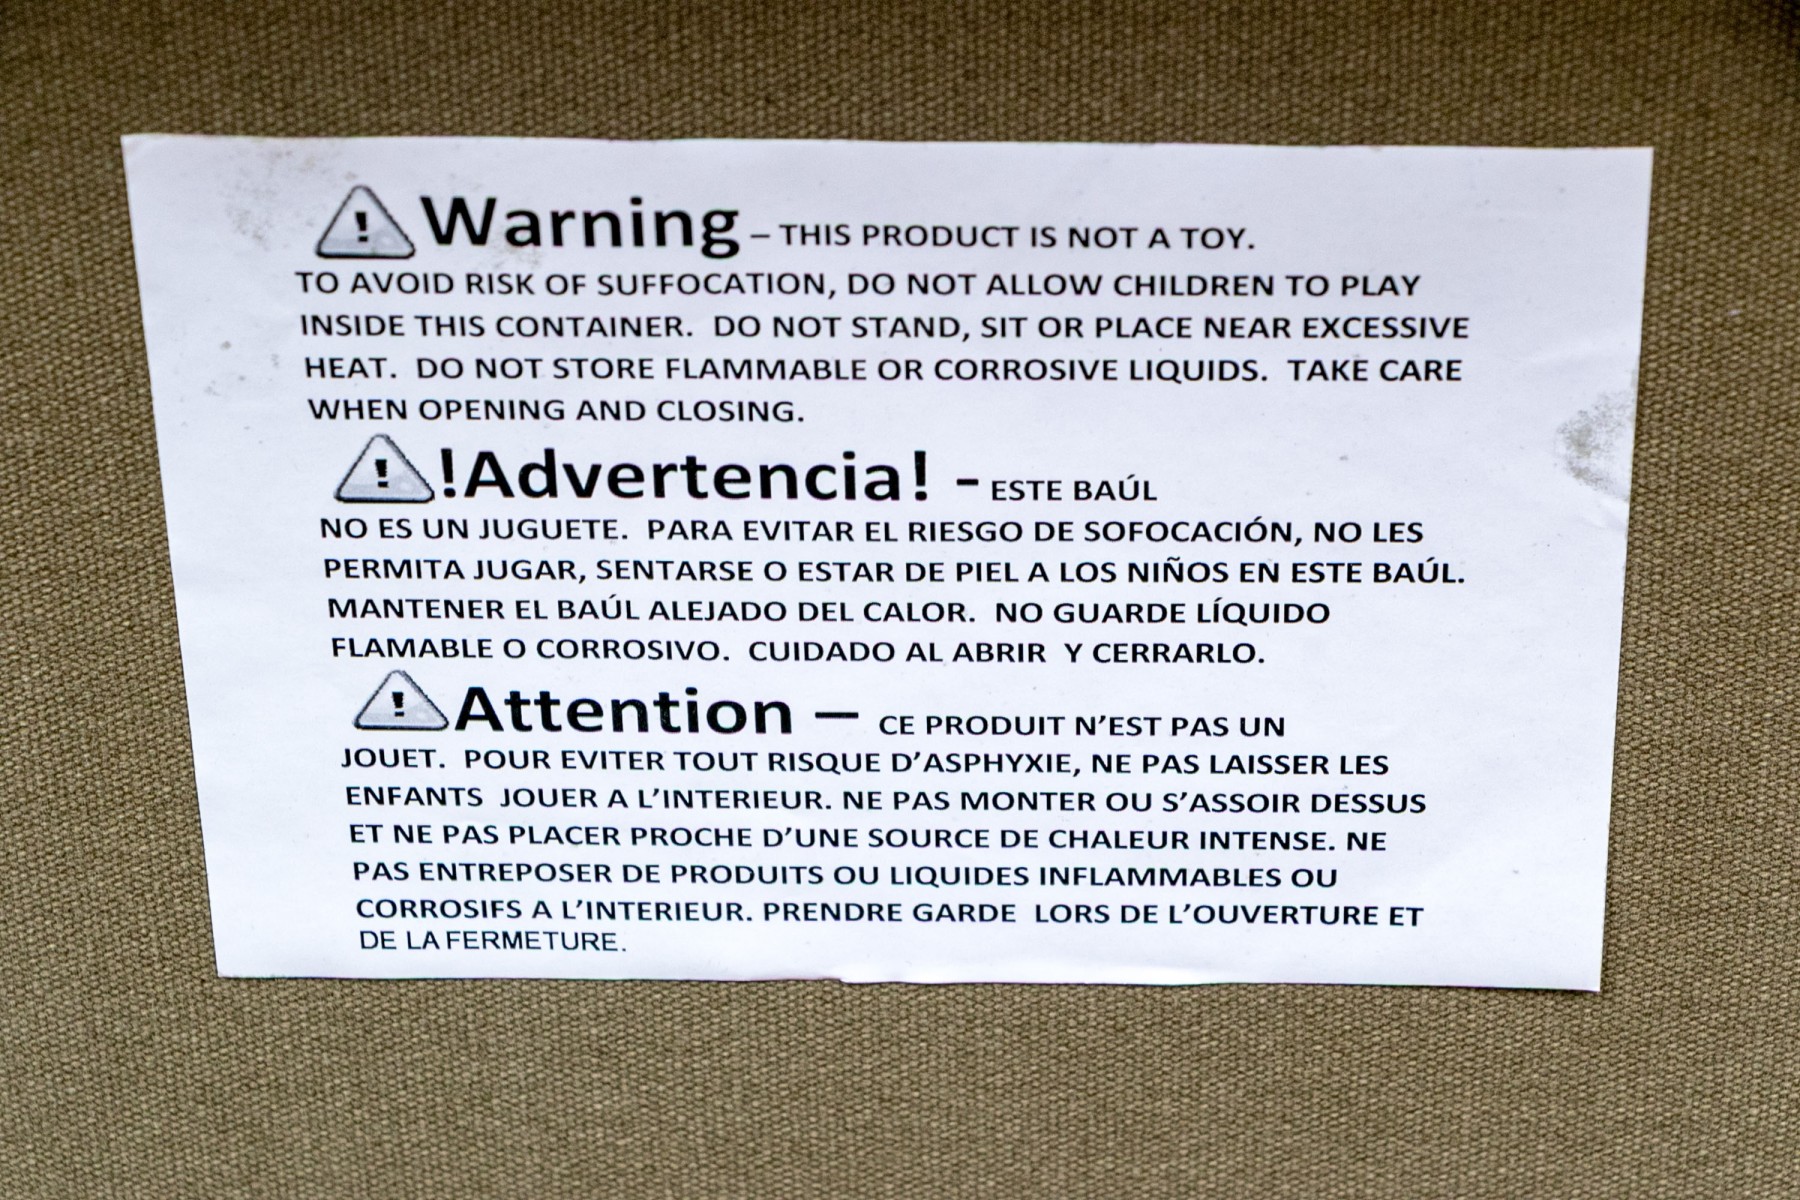 Warning – THIS PRODUCT IS NOT A TOY.
TO AVOID RISK OF SUFFOCATION, DO NOT ALLOW CHILDREN TO PLAY
INSIDE THIS CONTAINER. DO NOT STAND, SIT OR PLACE NEAR EXCESSIVE
HEAT. DO NOT STORE FLAMMABLE OR CORROSIVE LIQUIDS. TAKE CARE
WHEN OPENING AND CLOSING.
!Advertencia! - ESTE BAÚL
NO ES UN JUGUETE. PARA EVITAR EL RIESGO DE SOFOCACIÓN, NO LES
PERMITA JUGAR, SENTARSE O ESTAR DE PIEL A LOS NIÑOS EN ESTE BAÚL.
MANTENER EL BAÚL ALEJADO DEL CALOR. NO GUARDE LÍQUIDO
FLAMABLE O CORROSIVO. CUIDADO AL ABRIR Y CERRARLO.
Attention – CE PRODUIT N’EST PAS UN
JOUET. POUR EVITER TOUT RISQUE D’ASPHYXIE, NE PAS LAISSER LES
ENFANTS JOUER A L’INTERIEUR. NE PAS MONTER OU S’ASSOIR DESSUS
ET NE PAS PLACER PROCHE D’UNE SOURCE DE CHALEUR INTENSE. NE
PAS ENTREPOSER DE PRODUITS OU LIQUIDES INFLAMMABLES OU
CORROSIFS A L’INTERIEUR. PRENDRE GARDE LORS DE L’OUVERTURE ET
DE LA FERMETURE.